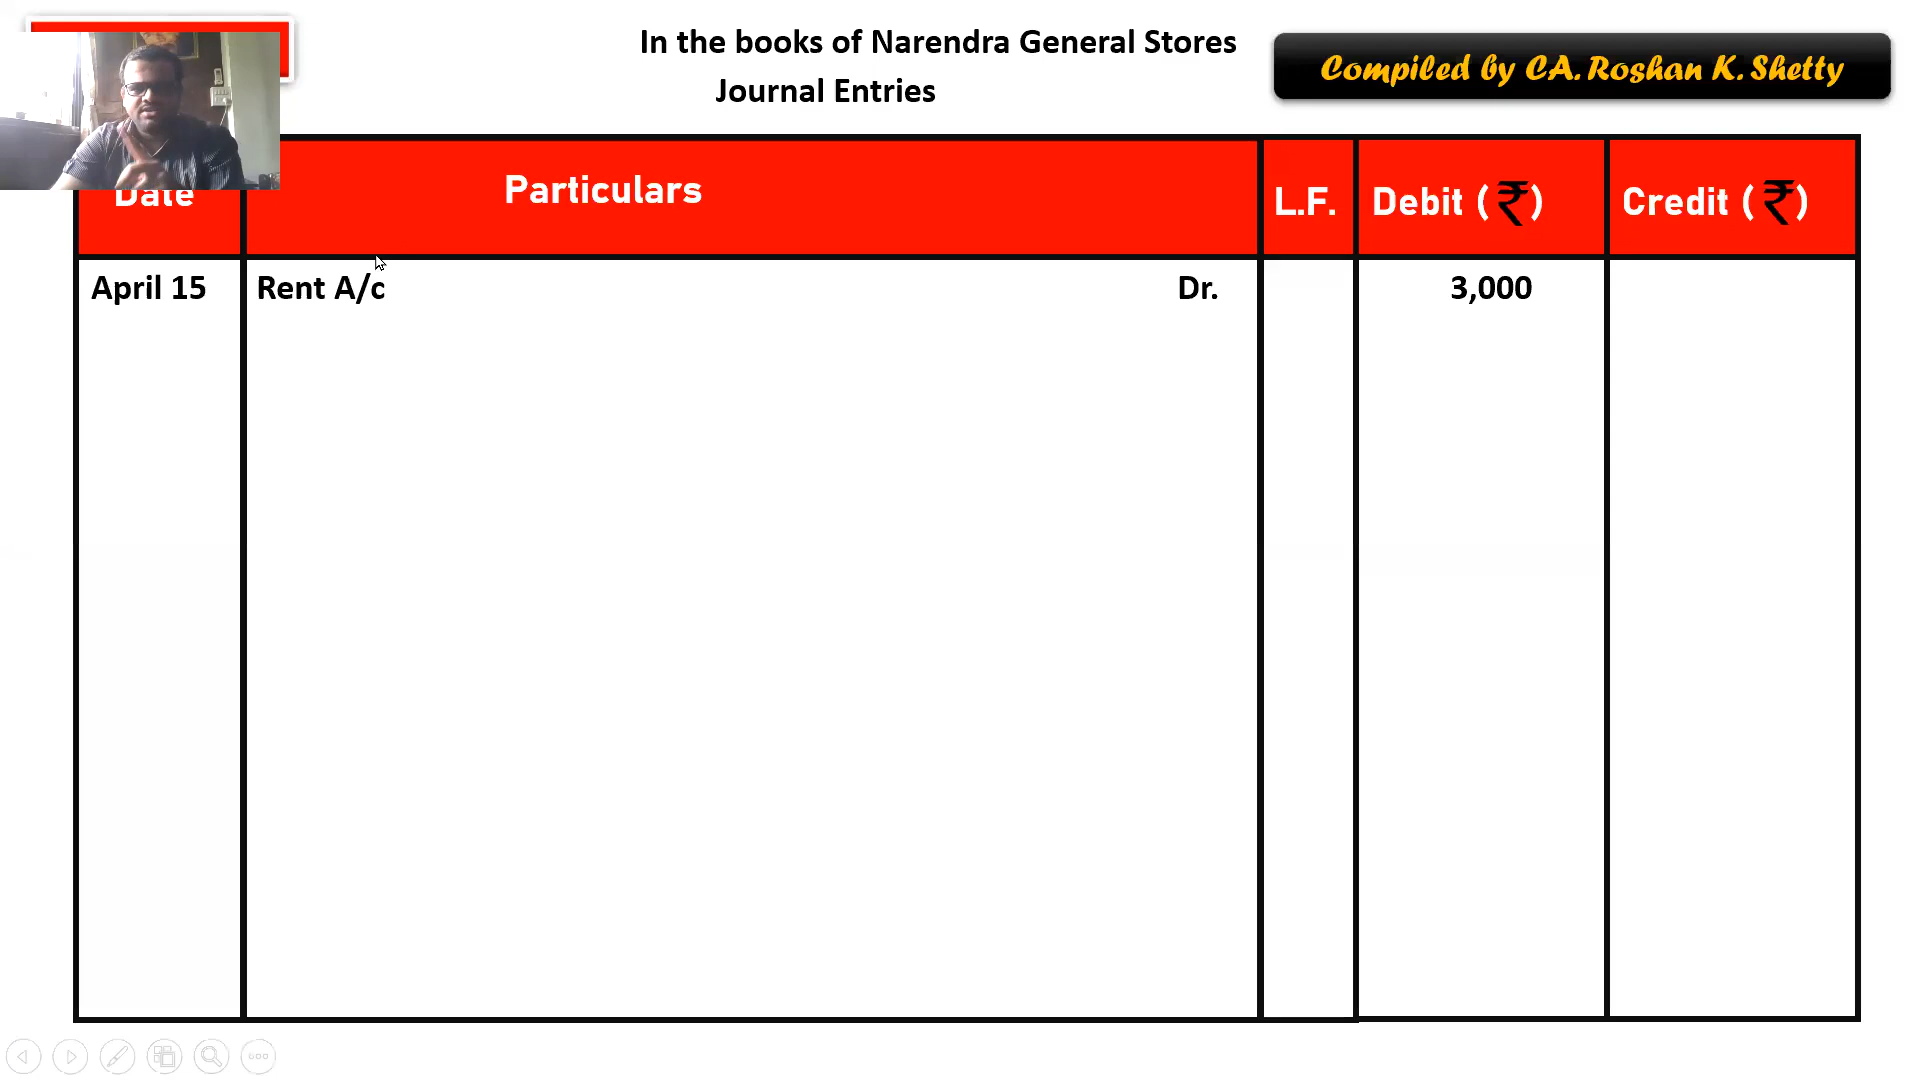 In the books of Narendra General Stores
Journal Entries
Compiled by CA. Roshan K. Shetty
Date Particulars L.F. Debit (₹) Credit (₹)
April 15 Rent A/c Dr. 3,000